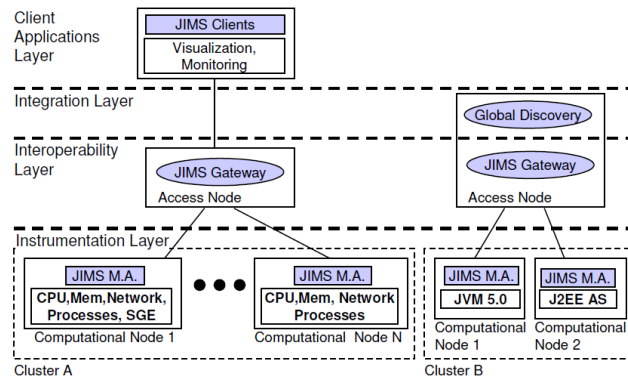 Client
Applications
Layer
JIMS Clients
Visualization,
Monitoring
Integration Layer
Global Discovery
Interoperability
Layer
JIMS Gateway
Access Node
JIMS Gateway
Access Node
Instrumentation Layer
JIMS M.A.
CPU,Mem,Network,
Processes, SGE
Computational Node 1
JIMS M.A.
CPU,Mem, Network
Processes
Computational Node N
JIMS M.A.
JVM 5.0
Computational
Node 1
JIMS M.A.
J2EE AS
Computational
Node 2
Cluster A
Cluster B